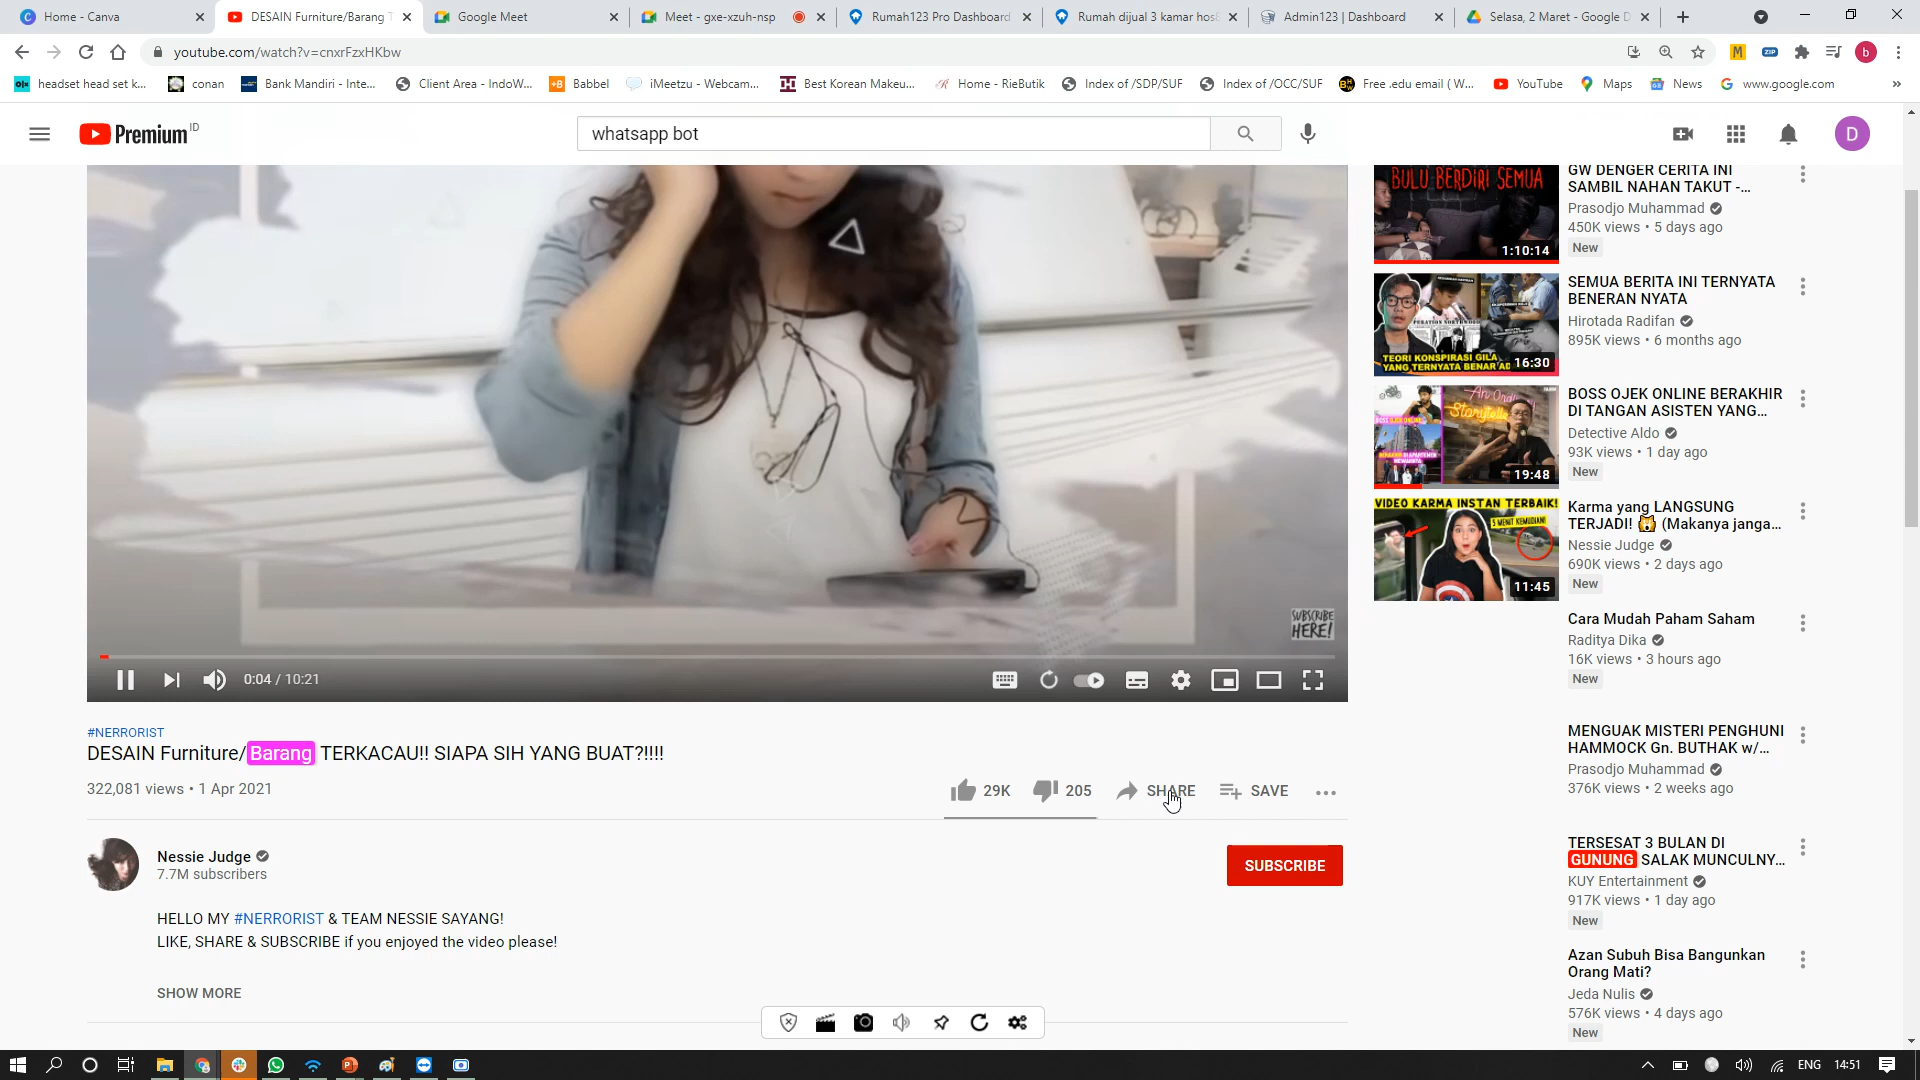 Home - Canva
DESAIN Furniture/Barang T
Google Meet
Meet - gxe-xzuh-nsp
Rumah123 Pro Dashboard
Rumah dijual 3 kamar hos
Admin123 | Dashboard
Selasa, 2 Maret - Google D
youtube.com/watch?v=cnxrFzxHKbw
headset head set k...
conan
Bank Mandiri - Inte...
Client Area - IndoW...
Babbel
iMeetzu - Webcam...
Best Korean Makeu...
Home - RieButik
Index of /SDP/SUF
Index of /OCC/SUF
Free .edu email ( W...
YouTube
Maps
News
www.google.com
Premium ID
whatsapp bot
D
SUBSCRIBE HERE!
0:04 / 10:21
#NERRORIST
DESAIN Furniture/Barang TERKACAU!! SIAPA SIH YANG BUAT?!!!!
322,081 views • 1 Apr 2021
29K
205
SHARE
SAVE
Nessie Judge
7.7M subscribers
SUBSCRIBE
HELLO MY #NERRORIST & TEAM NESSIE SAYANG!
LIKE, SHARE & SUBSCRIBE if you enjoyed the video please!
SHOW MORE
BULU BERDIRI SEMUA
1:10:14
GW DENGER CERITA INI
SAMBIL NAHAN TAKUT -...
Prasodjo Muhammad
450K views • 5 days ago
New
TEORI KONSPIRASI GILA
YANG TERNYATA BENAR AD
16:30
SEMUA BERITA INI TERNYATA
BENERAN NYATA
Hirotada Radifan
895K views • 6 months ago
An Ordinary
Storytelle
19:48
BOSS OJEK ONLINE BERAKHIR
DI TANGAN ASISTEN YANG...
Detective Aldo
93K views • 1 day ago
New
VIDEO KARMA INSTAN TERBAIK!
5 MENIT KEMUDIAN!
11:45
Karma yang LANGSUNG
TERJADI! 🙀 (Makanya janga...
Nessie Judge
690K views • 2 days ago
New
Cara Mudah Paham Saham
Raditya Dika
16K views • 3 hours ago
New
MENGUAK MISTERI PENGHUNI
HAMMOCK Gn. BUTHAK w/...
Prasodjo Muhammad
376K views • 2 weeks ago
TERSESAT 3 BULAN DI
GUNUNG SALAK MUNCULNY...
KUY Entertainment
917K views • 1 day ago
New
Azan Subuh Bisa Bangunkan
Orang Mati?
Jeda Nulis
576K views • 4 days ago
New
ENG
14:51